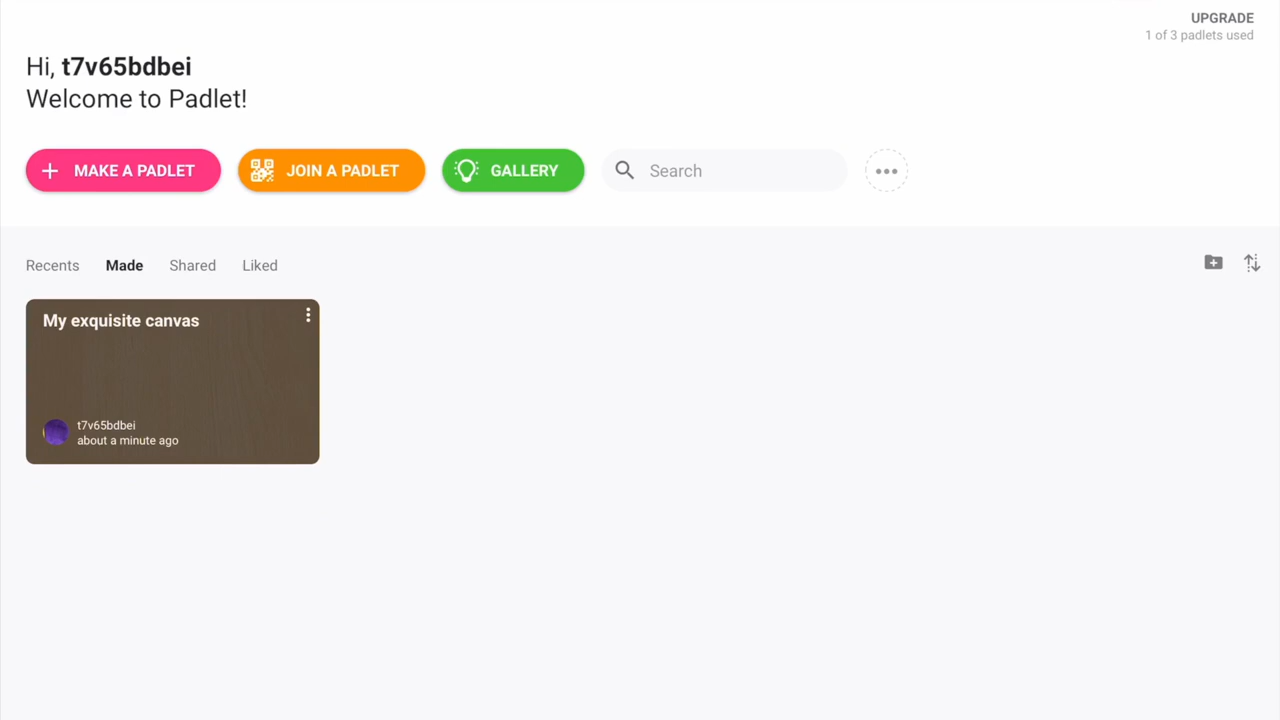 UPGRADE
1 of 3 padlets used
Hi, t7v65bdbei
Welcome to Padlet!
MAKE A PADLET
JOIN A PADLET
GALLERY
Search
Recents
Made
Shared
Liked
My exquisite canvas
t7v65bdbei
about a minute ago